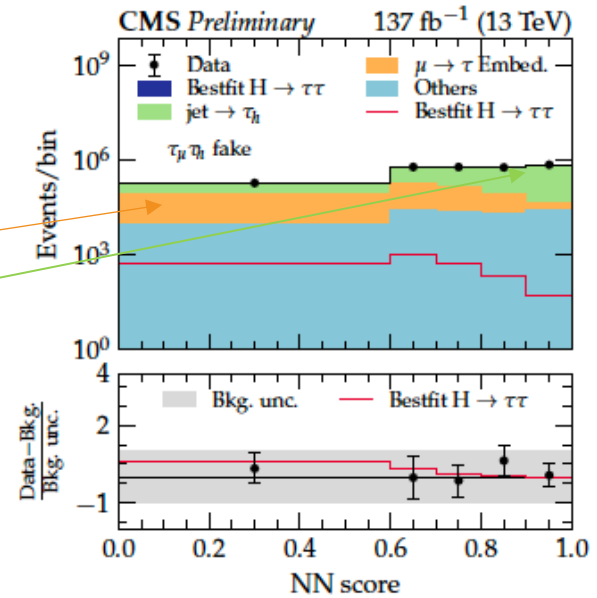 CMS Preliminary 137 fb⁻¹ (13 TeV)
Data
μ → τ Embed.
Bestfit H → ττ
Others
jet → τh
Bestfit H → ττ
τμ τh fake
Events/bin
10⁹
10⁶
10³
10⁰
Bkg. unc.
Bestfit H → ττ
Data−Bkg.
Bkg. unc.
4
2
−1
0.0 0.2 0.4 0.6 0.8 1.0
NN score